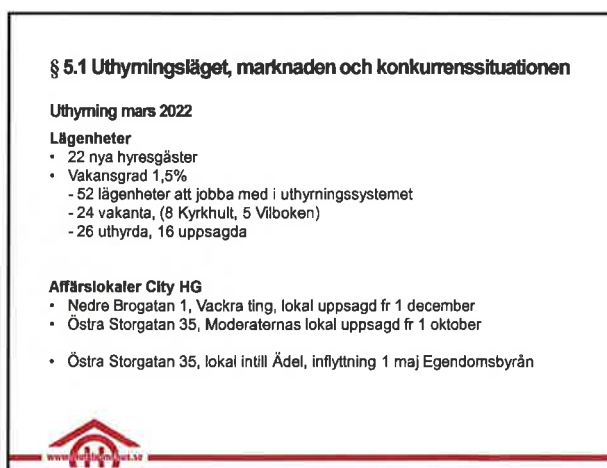 § 5.1 Uthyrningsläget, marknaden och konkurrenssituationen
Uthyrning mars 2022
Lägenheter
• 22 nya hyresgäster
• Vakansgrad 1,5%
- 52 lägenheter att jobba med i uthyrningssystemet
- 24 vakanta, (8 Kyrkhult, 5 Vilboken)
- 26 uthyrda, 16 uppsagda
Affärslokaler City HG
• Nedre Brogatan 1, Vackra ting, lokal uppsagd fr 1 december
• Östra Storgatan 35, Moderaternas lokal uppsagd fr 1 oktober
• Östra Storgatan 35, lokal intill Ädel, inflyttning 1 maj Egendomsbyrån